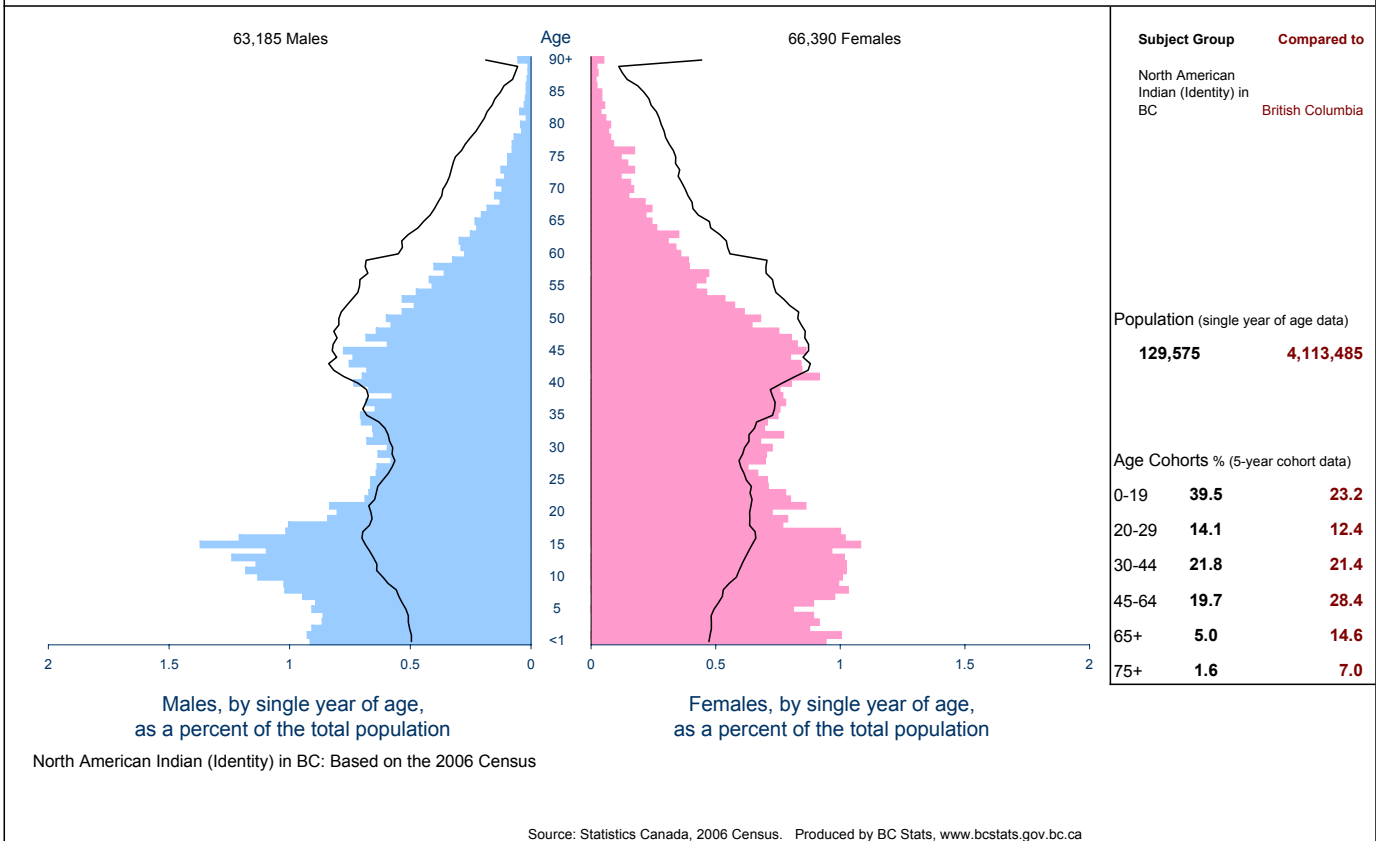 63,185 Males
Age
66,390 Females
90+
85
80
75
70
65
60
55
50
45
40
35
30
25
20
15
10
5
<1
2 1.5 1 0.5 0
0 0.5 1 1.5 2
Males, by single year of age,
as a percent of the total population
Females, by single year of age,
as a percent of the total population
North American Indian (Identity) in BC: Based on the 2006 Census
Subject Group Compared to
North American
Indian (Identity) in
BC British Columbia
Population (single year of age data)
129,575 4,113,485
Age Cohorts % (5-year cohort data)
0-19 39.5 23.2
20-29 14.1 12.4
30-44 21.8 21.4
45-64 19.7 28.4
65+ 5.0 14.6
75+ 1.6 7.0
Source: Statistics Canada, 2006 Census. Produced by BC Stats, www.bcstats.gov.bc.ca